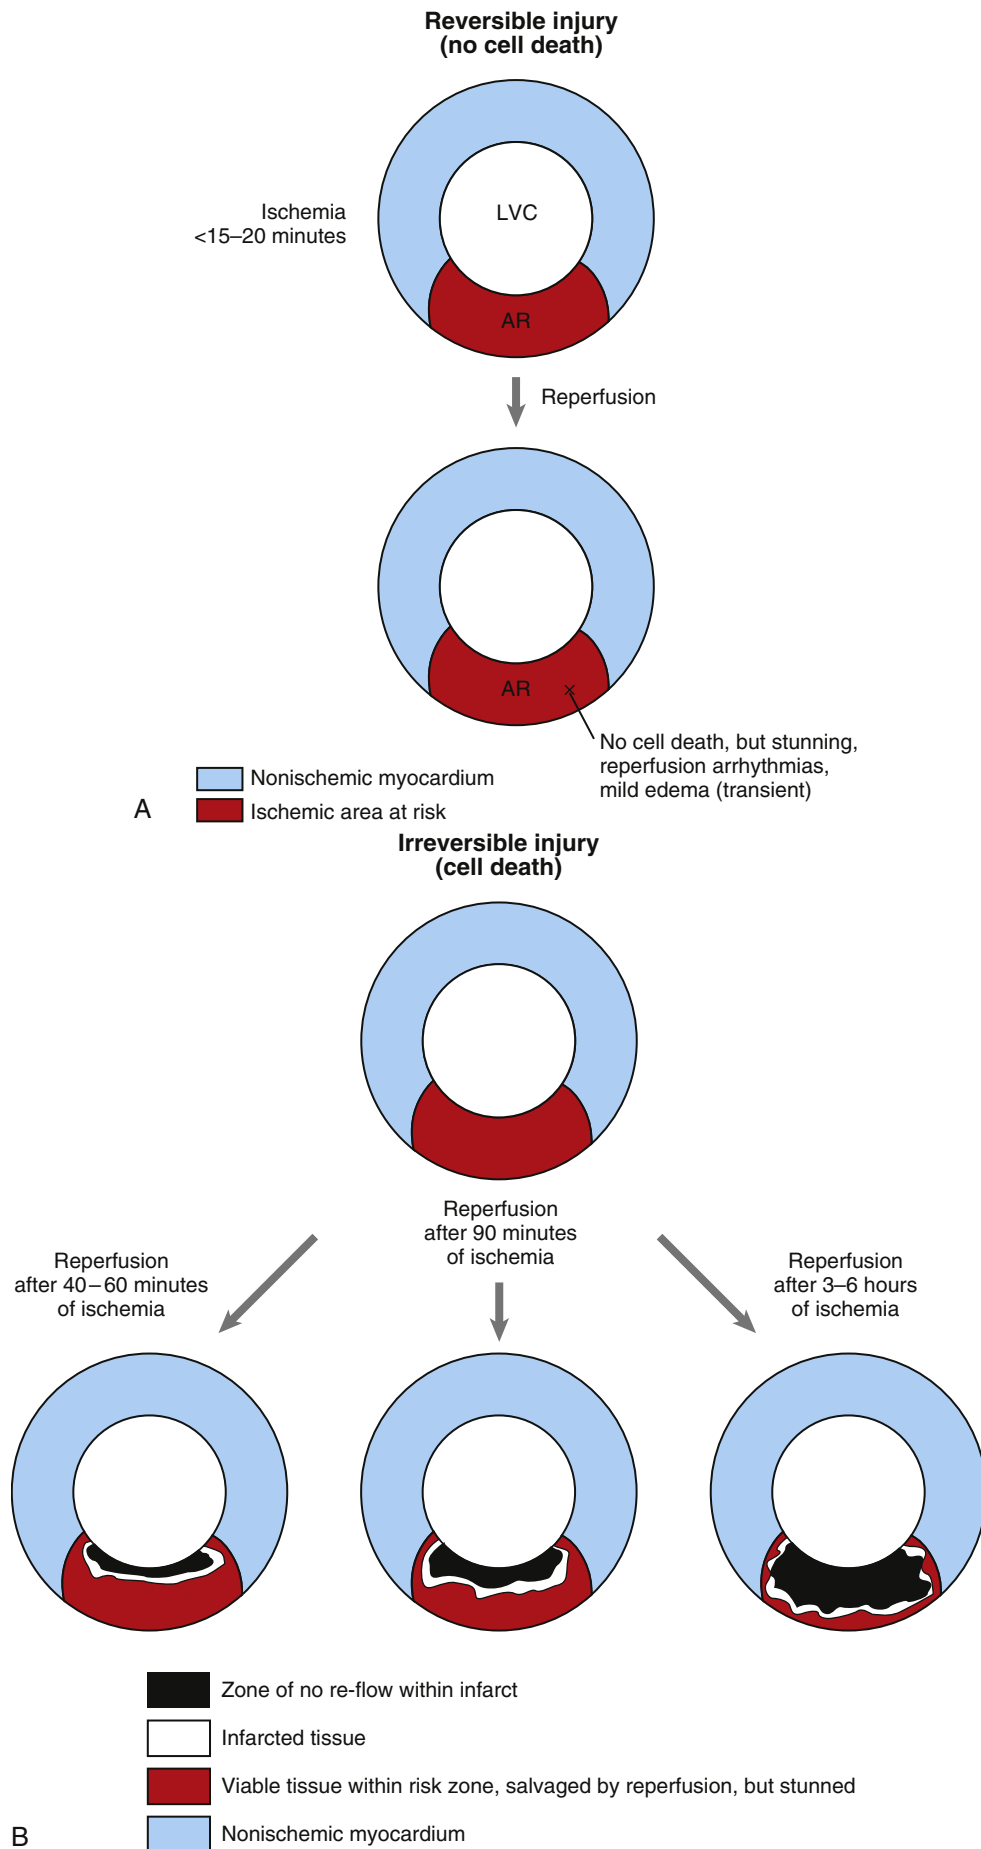 Reversible injury
(no cell death)
Ischemia
<15–20 minutes
LVC
AR
Reperfusion
AR
No cell death, but stunning,
reperfusion arrhythmias,
mild edema (transient)
Nonischemic myocardium
Ischemic area at risk
A
Irreversible injury
(cell death)
Reperfusion
after 40–60 minutes
of ischemia
Reperfusion
after 90 minutes
of ischemia
Reperfusion
after 3–6 hours
of ischemia
Zone of no re-flow within infarct
Infarcted tissue
Viable tissue within risk zone, salvaged by reperfusion, but stunned
Nonischemic myocardium
B